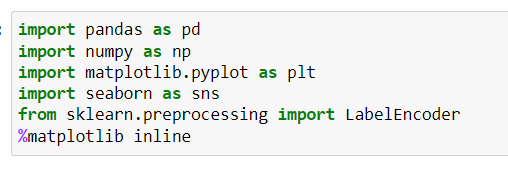 import pandas as pd
import numpy as np
import matplotlib.pyplot as plt
import seaborn as sns
from sklearn.preprocessing import LabelEncoder
%matplotlib inline